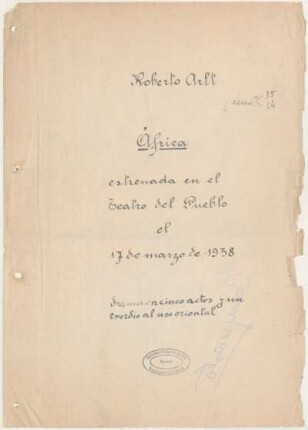 Roberto Arlt
África
estrenada en el
Teatro del Pueblo
el
17 de marzo de 1938
drama en cinco actos y un
exordio al uso oriental